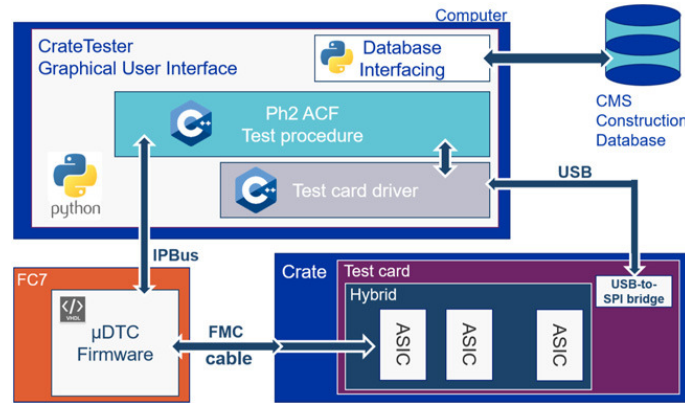 Computer
CrateTester
Graphical User Interface
Database
Interfacing
CMS
Construction
Database
Ph2 ACF
Test procedure
python
Test card driver
USB
IPBus
FC7
VHDL
µDTC
Firmware
FMC
cable
Crate
Test card
Hybrid
USB-to-
SPI bridge
ASIC
ASIC
ASIC